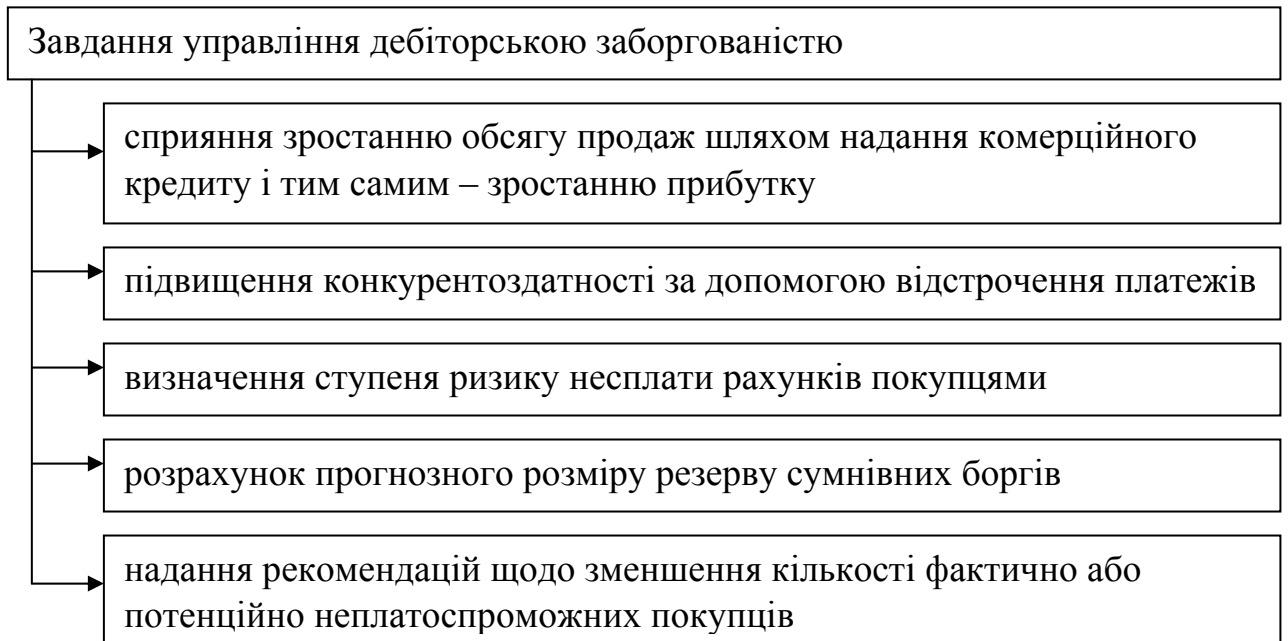 Завдання управління дебіторською заборгованістю
сприяння зростанню обсягу продаж шляхом надання комерційного
кредиту і тим самим – зростанню прибутку
підвищення конкурентоздатності за допомогою відстрочення платежів
визначення ступеня ризику несплати рахунків покупцями
розрахунок прогнозного розміру резерву сумнівних боргів
надання рекомендацій щодо зменшення кількості фактично або
потенційно неплатоспроможних покупців